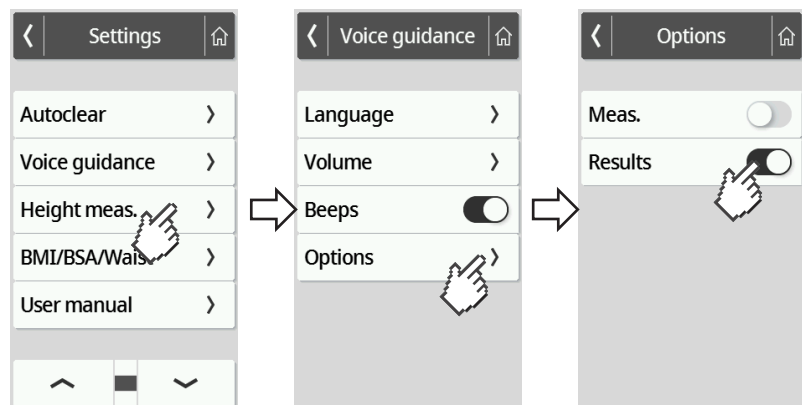 Settings
Autoclear
Voice guidance
Height meas.
BMI/BSA/Wais
User manual
Voice guidance
Language
Volume
Beeps
Options
Options
Meas.
Results